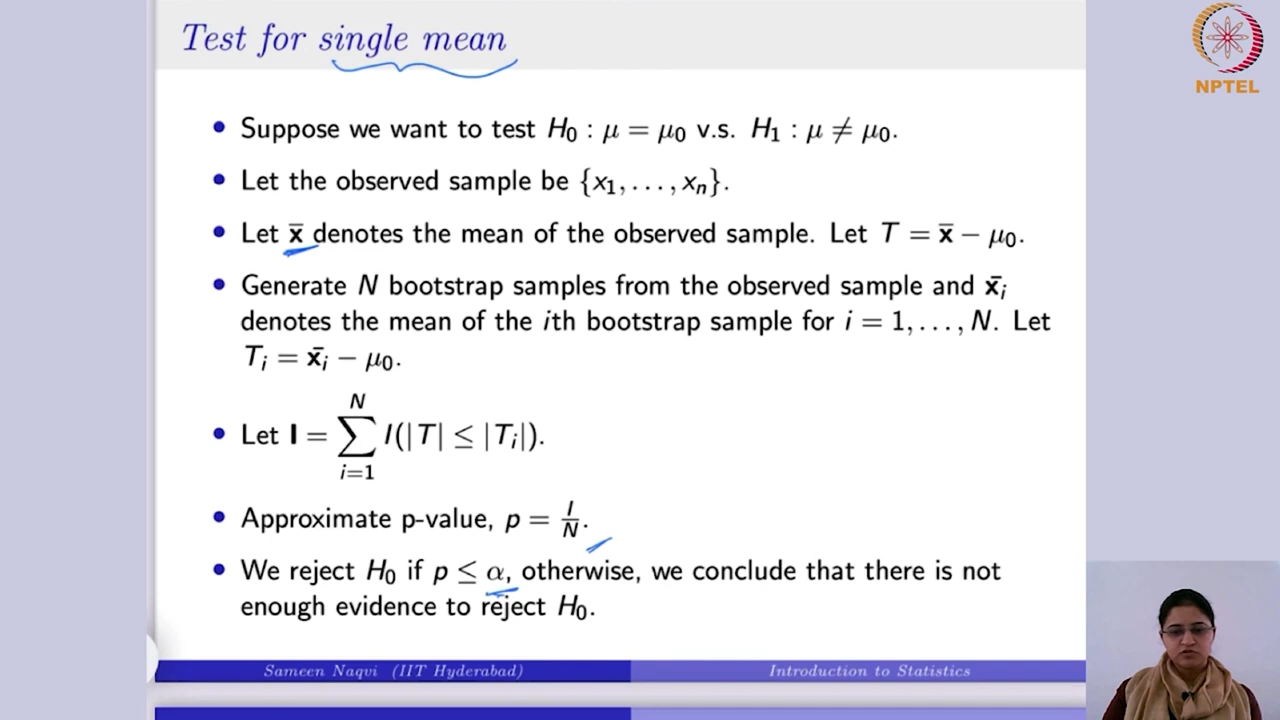 Test for single mean
NPTEL
• Suppose we want to test H₀ : μ = μ₀ v.s. H₁ : μ ≠ μ₀.
• Let the observed sample be {x₁, . . . , xₙ}.
• Let x̄ denotes the mean of the observed sample. Let T = x̄ − μ₀.
• Generate N bootstrap samples from the observed sample and x̄ᵢ
denotes the mean of the ith bootstrap sample for i = 1, . . . , N. Let
Tᵢ = x̄ᵢ − μ₀.
• Let I = ∑_{i=1}^{N} I(|T| ≤ |Tᵢ|).
• Approximate p-value, p = I/N.
• We reject H₀ if p ≤ α, otherwise, we conclude that there is not
enough evidence to reject H₀.
Sameen Naqvi (IIT Hyderabad) Introduction to Statistics